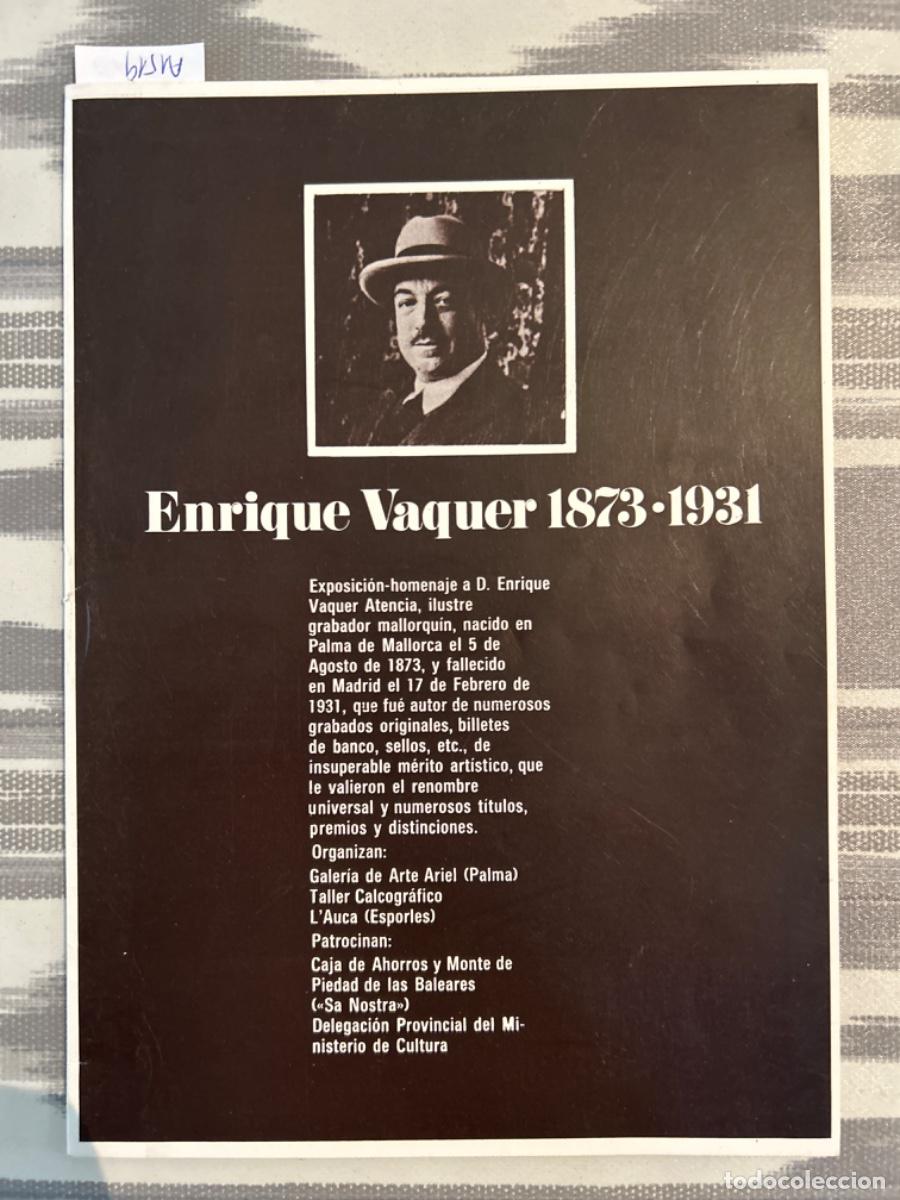 A1519
Enrique Vaquer 1873·1931
Exposición-homenaje a D. Enrique
Vaquer Atencia, ilustre
grabador mallorquín, nacido en
Palma de Mallorca el 5 de
Agosto de 1873, y fallecido
en Madrid el 17 de Febrero de
1931, que fué autor de numerosos
grabados originales, billetes
de banco, sellos, etc., de
insuperable mérito artístico, que
le valieron el renombre
universal y numerosos títulos,
premios y distinciones.
Organizan:
Galería de Arte Ariel (Palma)
Taller Calcográfico
L'Auca (Esporles)
Patrocinan:
Caja de Ahorros y Monte de
Piedad de las Baleares
(«Sa Nostra»)
Delegación Provincial del Mi-
nisterio de Cultura
todocoleccion